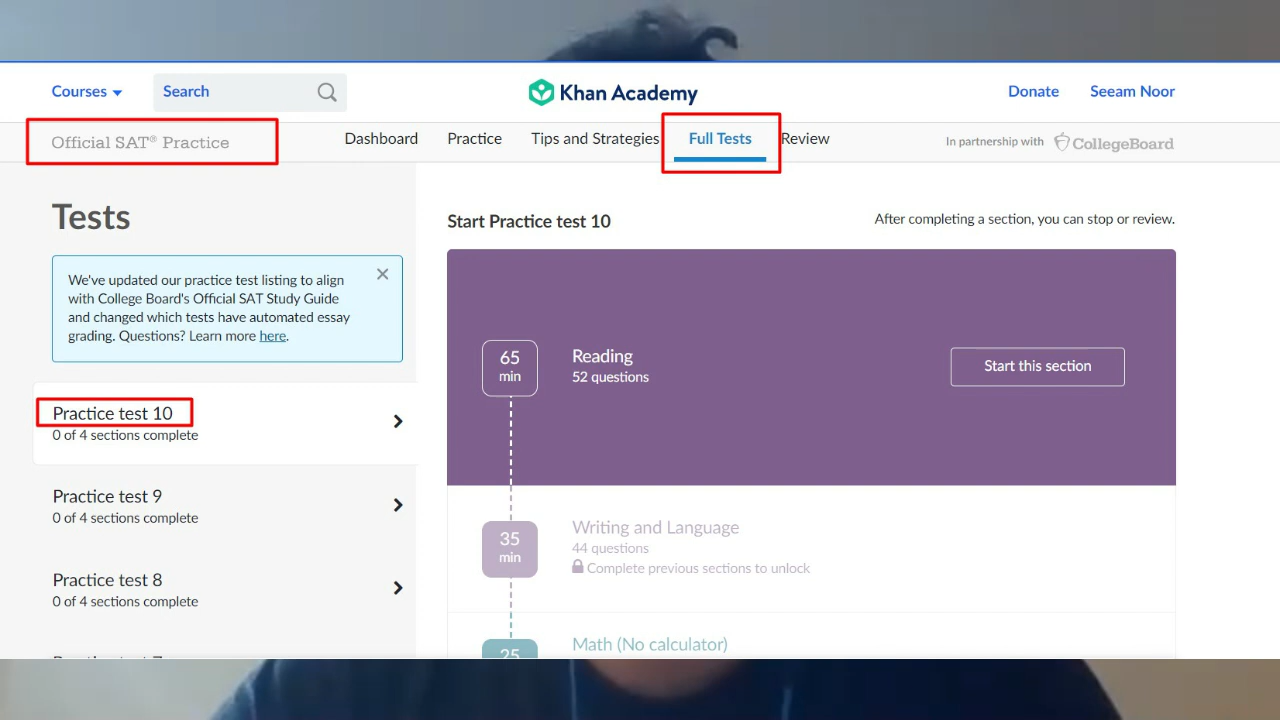 Courses
Search
Khan Academy
Donate
Seeam Noor
Official SAT® Practice
Dashboard
Practice
Tips and Strategies
Full Tests
Review
In partnership with CollegeBoard
Tests
We've updated our practice test listing to align
with College Board's Official SAT Study Guide
and changed which tests have automated essay
grading. Questions? Learn more here.
Practice test 10
0 of 4 sections complete
Practice test 9
0 of 4 sections complete
Practice test 8
0 of 4 sections complete
Start Practice test 10
After completing a section, you can stop or review.
65
min
Reading
52 questions
Start this section
35
min
Writing and Language
44 questions
Complete previous sections to unlock
25
Math (No calculator)